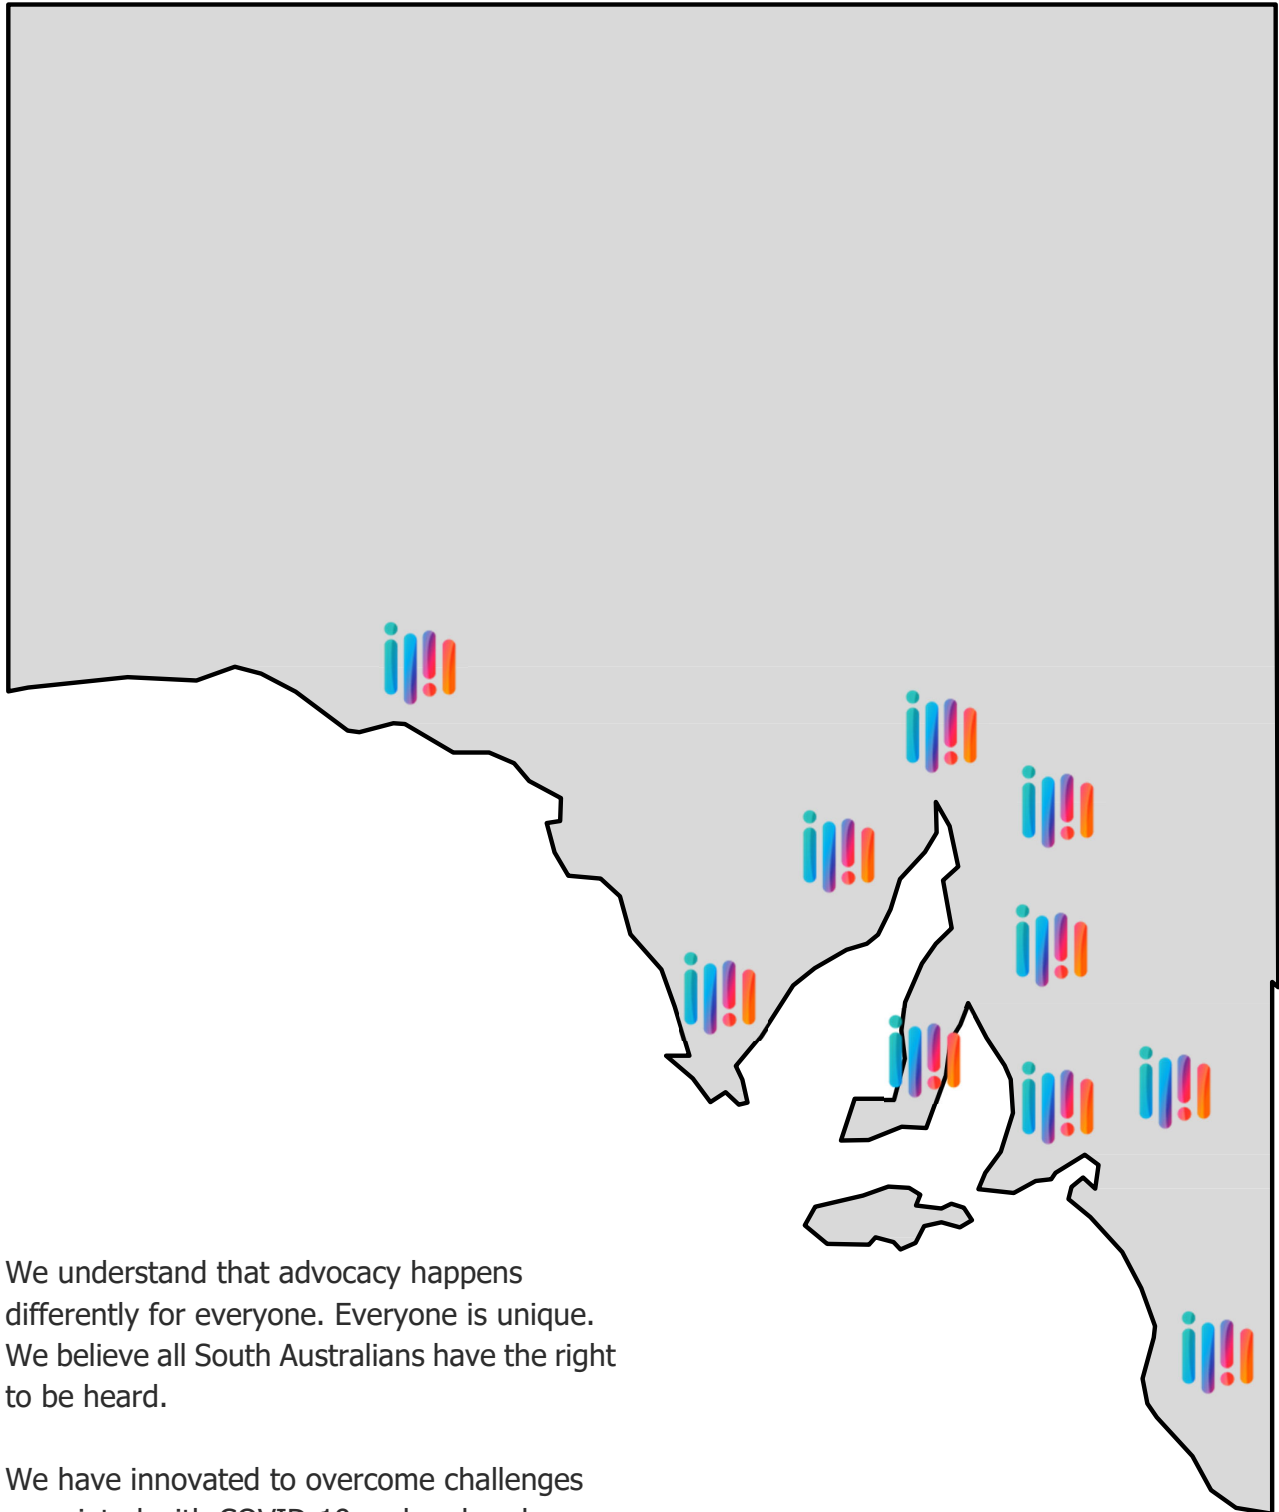 We understand that advocacy happens
differently for everyone. Everyone is unique.
We believe all South Australians have the right
to be heard.
We have innovated to overcome challenges